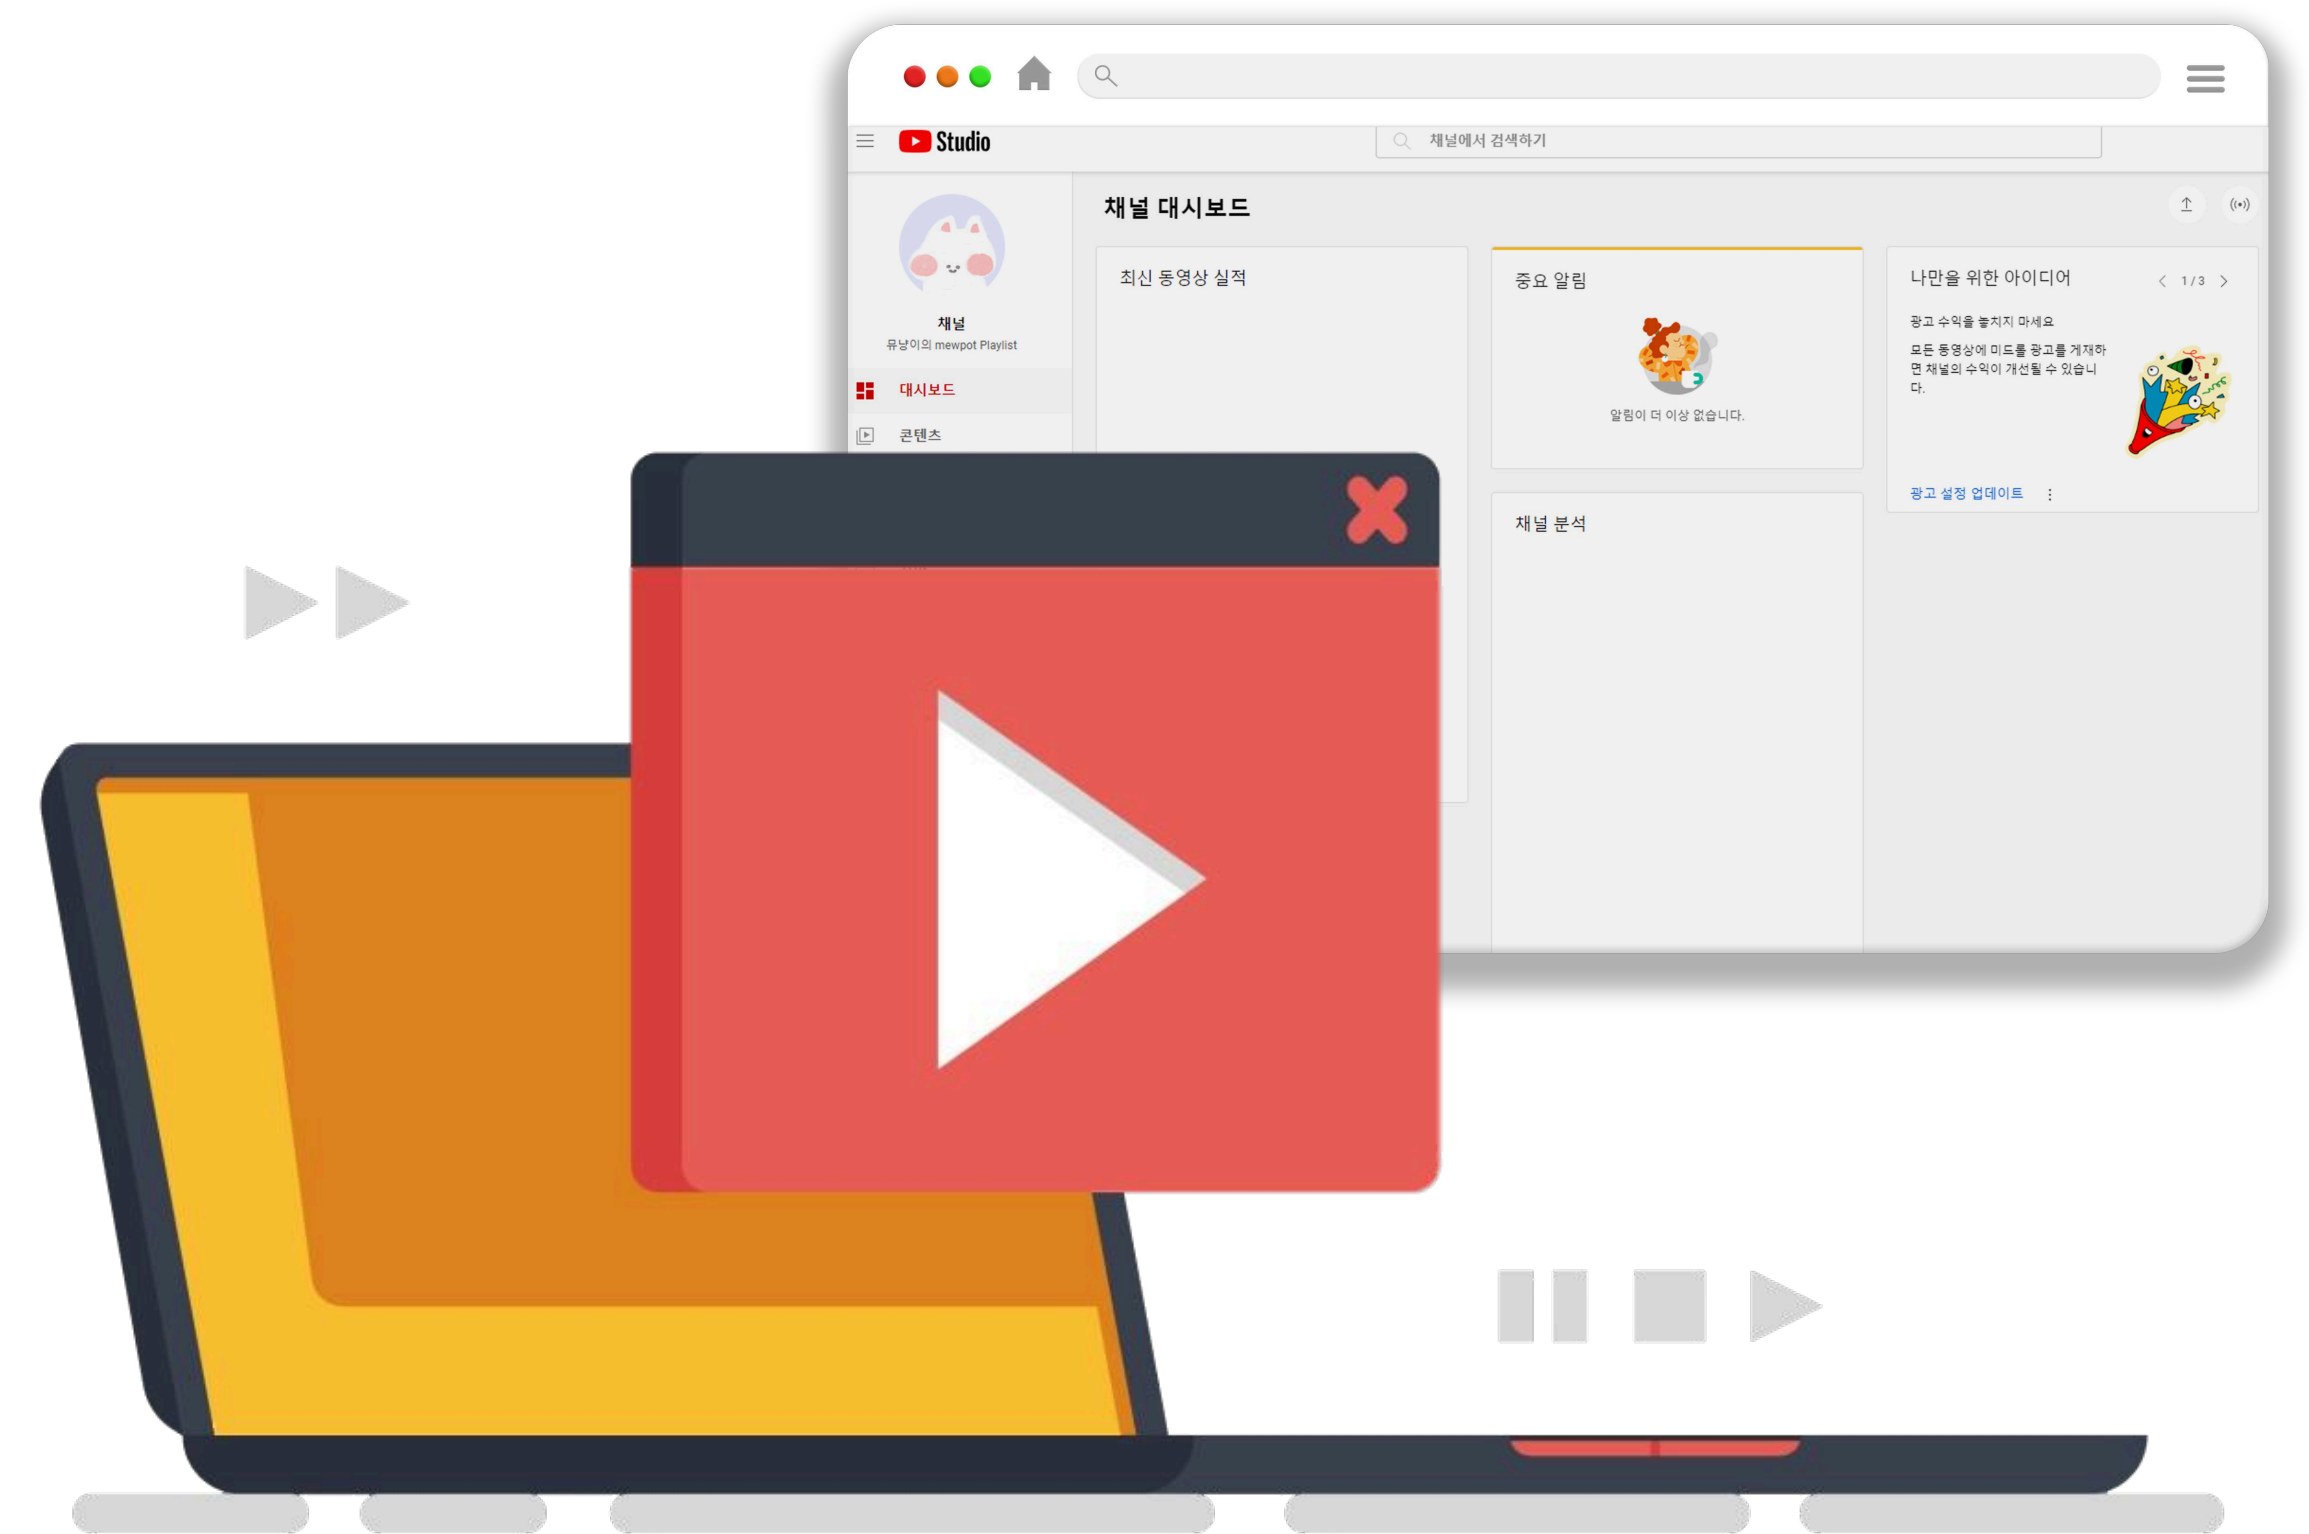 Studio
채널에서 검색하기
채널 대시보드
최신 동영상 실적
중요 알림
나만을 위한 아이디어
1 / 3
광고 수익을 놓치지 마세요
모든 동영상에 미드롤 광고를 게재하
면 채널의 수익이 개선될 수 있습니
다.
채널
뮤냥이의 mewpot Playlist
대시보드
알림이 더 이상 없습니다.
콘텐츠
광고 설정 업데이트
채널 분석